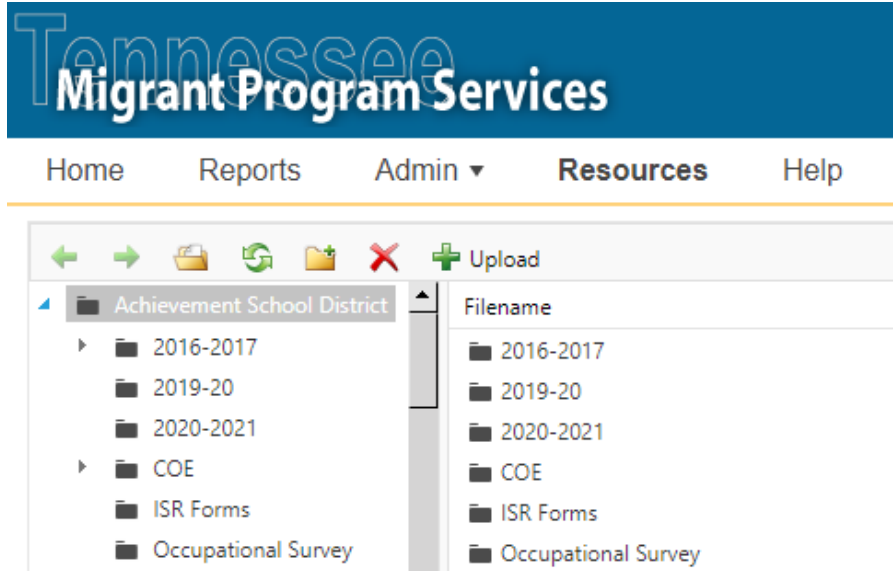 Tennessee
Migrant Program Services
Home Reports Admin Resources Help
Upload
Achievement School District
Filename
2016-2017
2016-2017
2019-20
2019-20
2020-2021
2020-2021
COE
COE
ISR Forms
ISR Forms
Occupational Survey
Occupational Survey